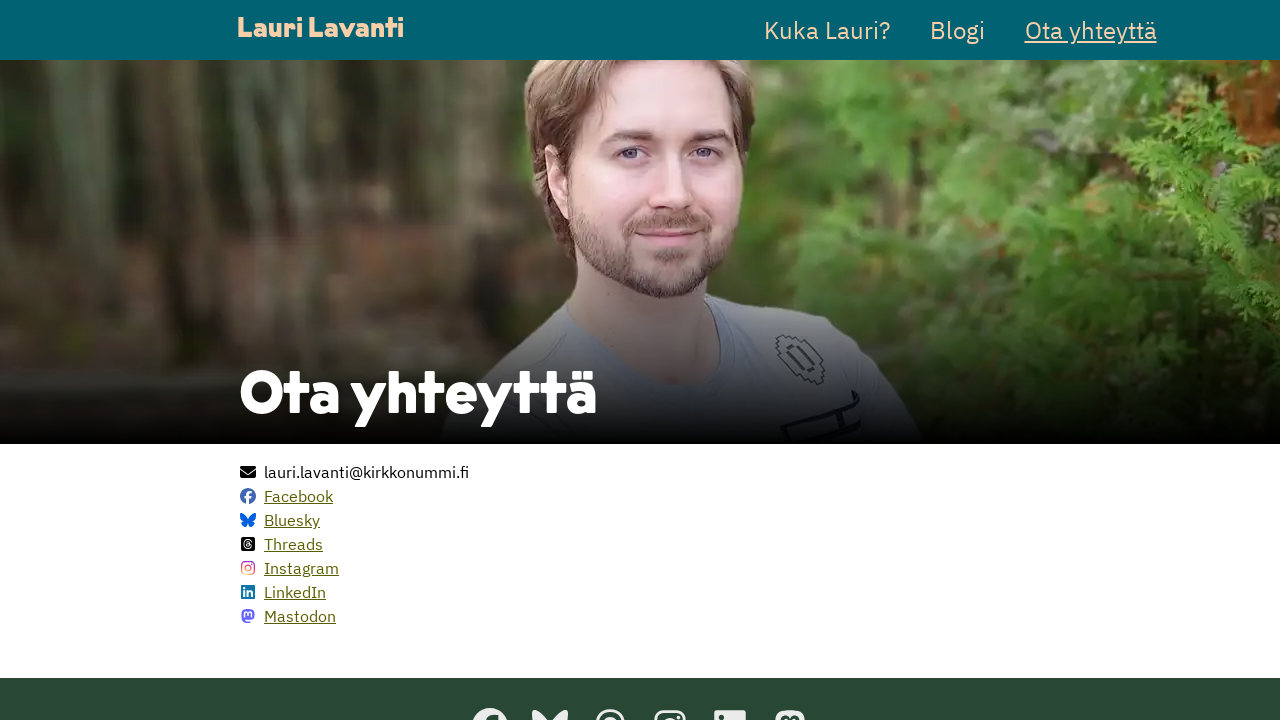 Lauri Lavanti
Kuka Lauri?
Blogi
Ota yhteyttä
Ota yhteyttä
lauri.lavanti@kirkkonummi.fi
Facebook
Bluesky
Threads
Instagram
LinkedIn
Mastodon